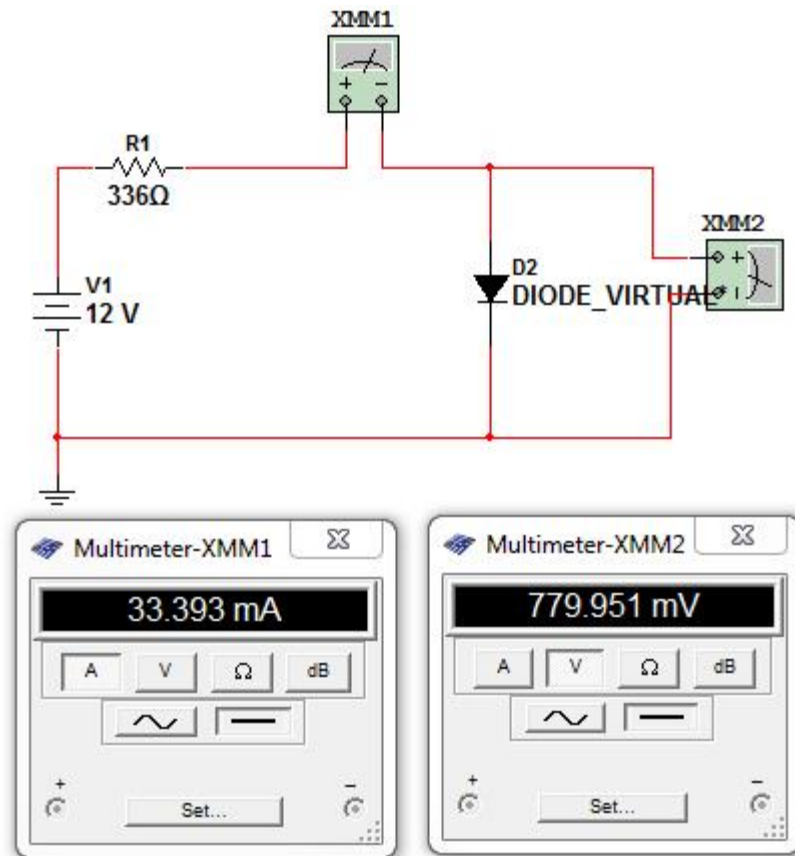 XMM1
+ −
R1
336Ω
XMM2
+
−
V1
12 V
D2
DIODE_VIRTUAL*
Multimeter-XMM1
33.393 mA
A V Ω dB
+ −
Set...
Multimeter-XMM2
779.951 mV
A V Ω dB
+ −
Set...